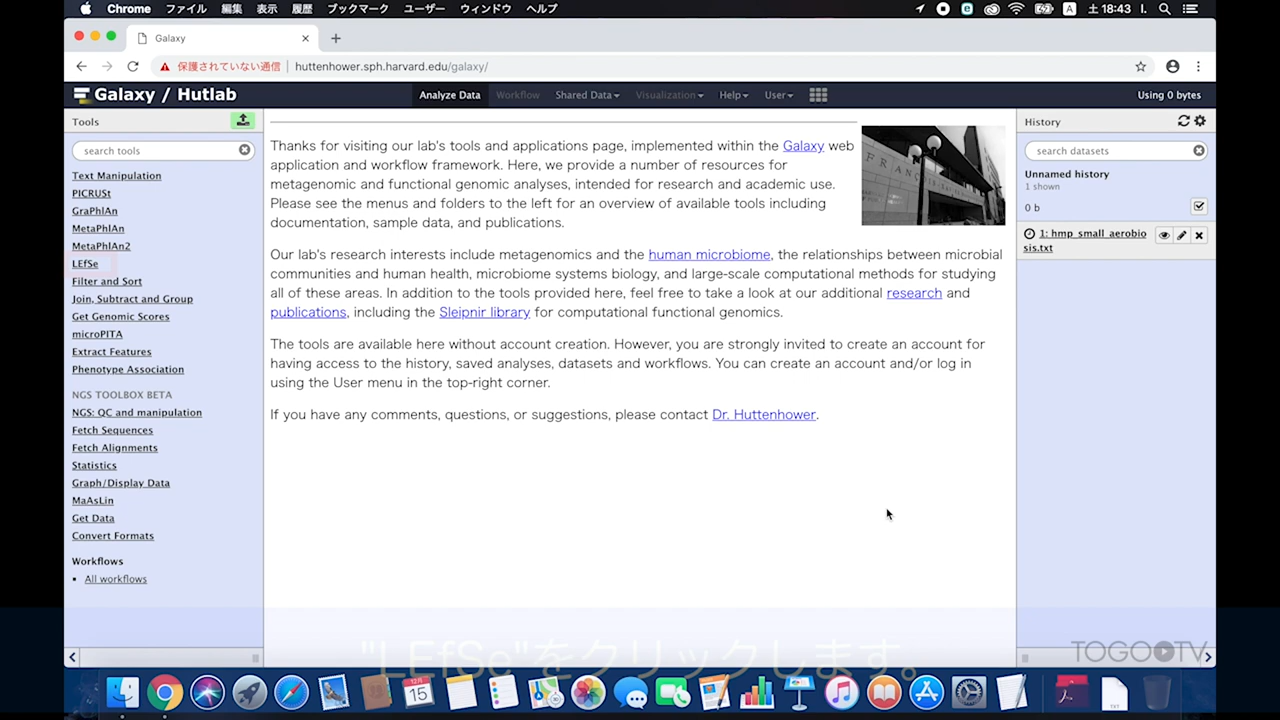 Chrome ファイル 編集 表示 履歴 ブックマーク ユーザー ウィンドウ ヘルプ
土 18:43 I.
Galaxy
保護されていない通信 huttenhower.sph.harvard.edu/galaxy/
Galaxy / Hutlab
Analyze Data Workflow Shared Data Visualization Help User
Using 0 bytes
Tools
search tools
Text Manipulation
PICRUSt
GraPhlAn
MetaPhlAn
MetaPhlAn2
LEfSe
Filter and Sort
Join, Subtract and Group
Get Genomic Scores
microPITA
Extract Features
Phenotype Association
NGS TOOLBOX BETA
NGS: QC and manipulation
Fetch Sequences
Fetch Alignments
Statistics
Graph/Display Data
MaAsLin
Get Data
Convert Formats
Workflows
All workflows
Thanks for visiting our lab's tools and applications page, implemented within the Galaxy web
application and workflow framework. Here, we provide a number of resources for
metagenomic and functional genomic analyses, intended for research and academic use.
Please see the menus and folders to the left for an overview of available tools including
documentation, sample data, and publications.
Our lab's research interests include metagenomics and the human microbiome, the relationships between microbial
communities and human health, microbiome systems biology, and large-scale computational methods for studying
all of these areas. In addition to the tools provided here, feel free to take a look at our additional research and
publications, including the Sleipnir library for computational functional genomics.
The tools are available here without account creation. However, you are strongly invited to create an account for
having access to the history, saved analyses, datasets and workflows. You can create an account and/or log in
using the User menu in the top-right corner.
If you have any comments, questions, or suggestions, please contact Dr. Huttenhower.
History
search datasets
Unnamed history
1 shown
0 b
1: hmp_small_aerobio
sis.txt
"LEfSe"をクリックします。
TOGO TV